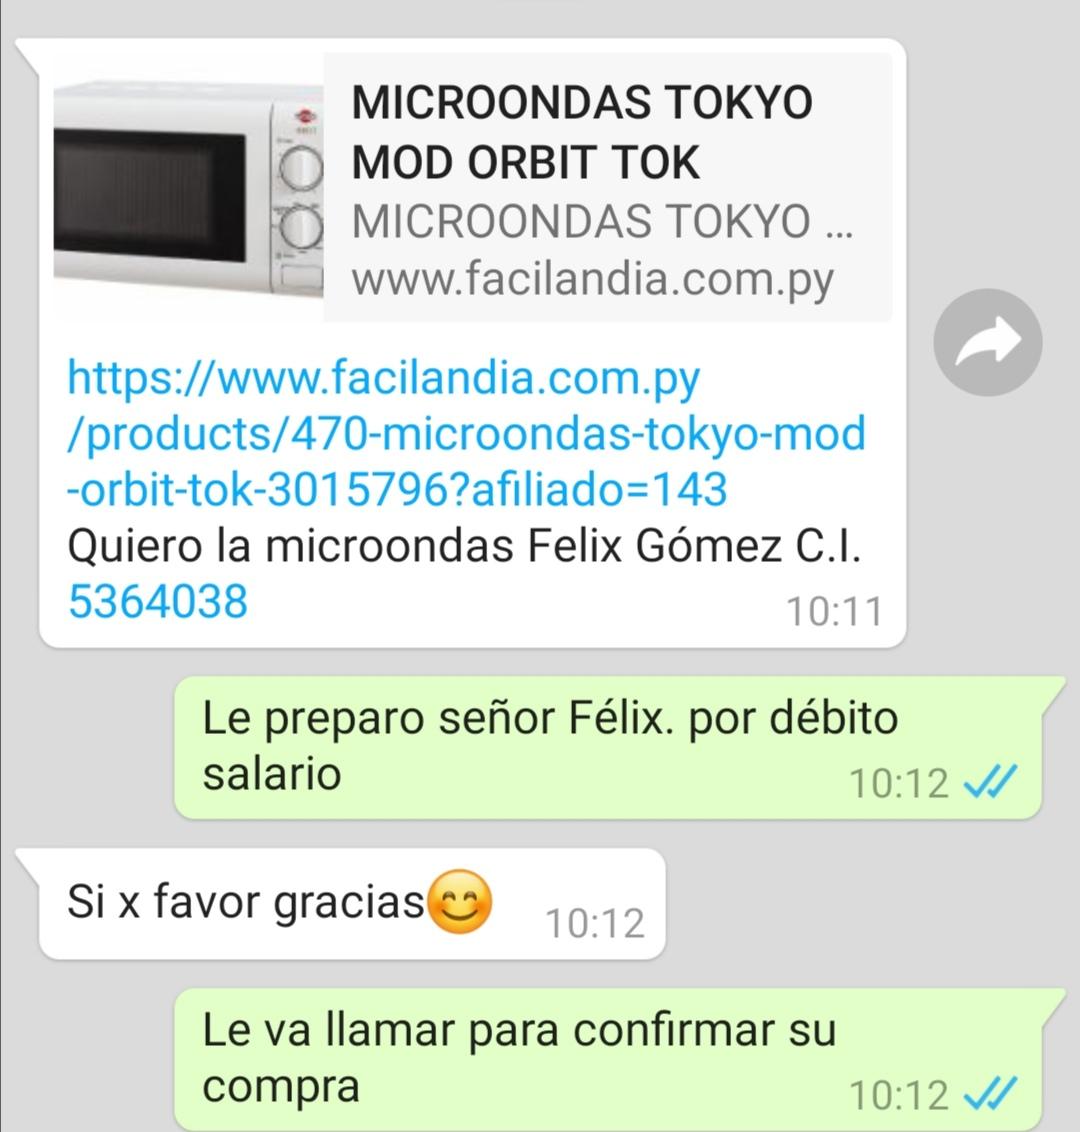 MICROONDAS TOKYO
MOD ORBIT TOK
MICROONDAS TOKYO ...
www.facilandia.com.py
https://www.facilandia.com.py
/products/470-microondas-tokyo-mod
-orbit-tok-3015796?afiliado=143
Quiero la microondas Felix Gómez C.I.
5364038
10:11
Le preparo señor Félix. por débito
salario
10:12
Si x favor gracias😊
10:12
Le va llamar para confirmar su
compra
10:12